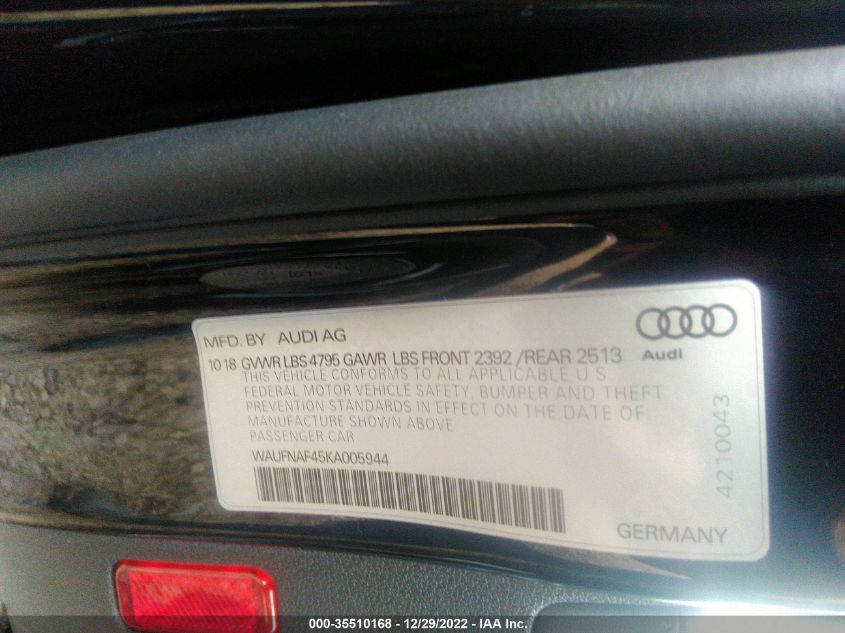 MFD. BY AUDI AG
10 18 GVWR LBS 4795 GAWR LBS FRONT 2392 /REAR 2513
THIS VEHICLE CONFORMS TO ALL APPLICABLE U S
FEDERAL MOTOR VEHICLE SAFETY, BUMPER AND THEFT
PREVENTION STANDARDS IN EFFECT ON THE DATE OF
MANUFACTURE SHOWN ABOVE
PASSENGER CAR
WAUFNAF45KA005944
Audi
4210043
GERMANY
000-35510168 - 12/29/2022 - IAA Inc.